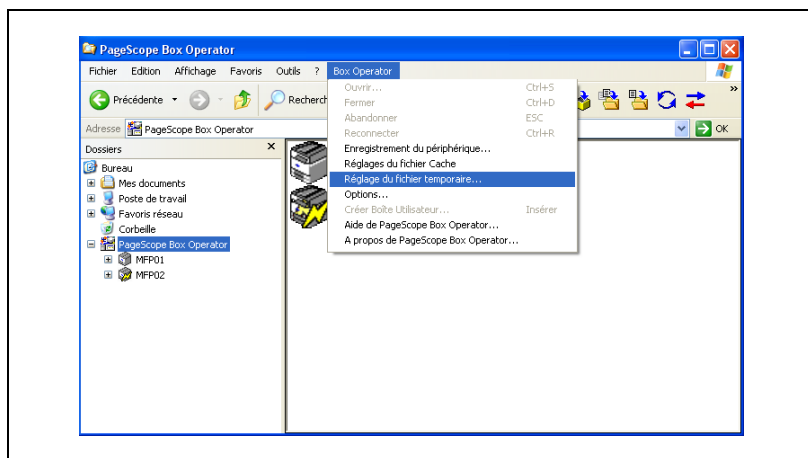 PageScope Box Operator
Fichier Edition Affichage Favoris Outils ? Box Operator
Précédente
Adresse PageScope Box Operator OK
Dossiers
Bureau
Mes documents
Poste de travail
Favoris réseau
Corbeille
PageScope Box Operator
MFP01
MFP02
Ouvrir... Ctrl+S
Fermer Ctrl+D
Abandonner ESC
Reconnecter Ctrl+R
Enregistrement du périphérique...
Réglages du fichier Cache
Réglage du fichier temporaire...
Options...
Créer Boîte Utilisateur... Insérer
Aide de PageScope Box Operator...
A propos de PageScope Box Operator...